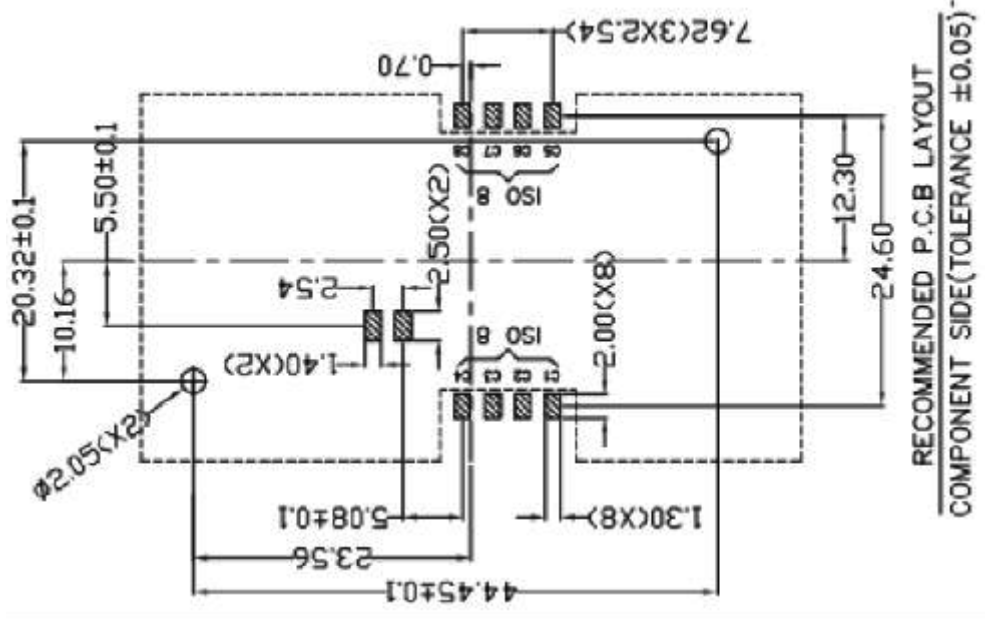 7.62(3X2.54)
0.70
20.32±0.1
5.50±0.1
C8 C7 C6 C5
ISO 8
2.50(X2)
12.30
10.16
2.54
24.60
ISO 8
2.00(X8)
1.40(X2)
C4 C3 C2 C1
Ø2.05(X2)
5.08±0.1
1.30(X8)
23.56
44.45±0.1
RECOMMENDED P.C.B LAYOUT
COMPONENT SIDE(TOLERANCE ±0.05)